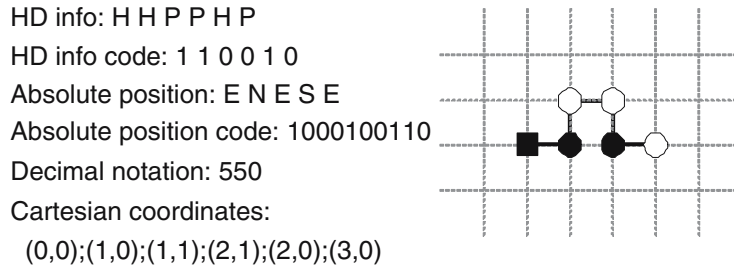 HD info: H H P P H P
HD info code: 1 1 0 0 1 0
Absolute position: E N E S E
Absolute position code: 1000100110
Decimal notation: 550
Cartesian coordinates:
(0,0);(1,0);(1,1);(2,1);(2,0);(3,0)